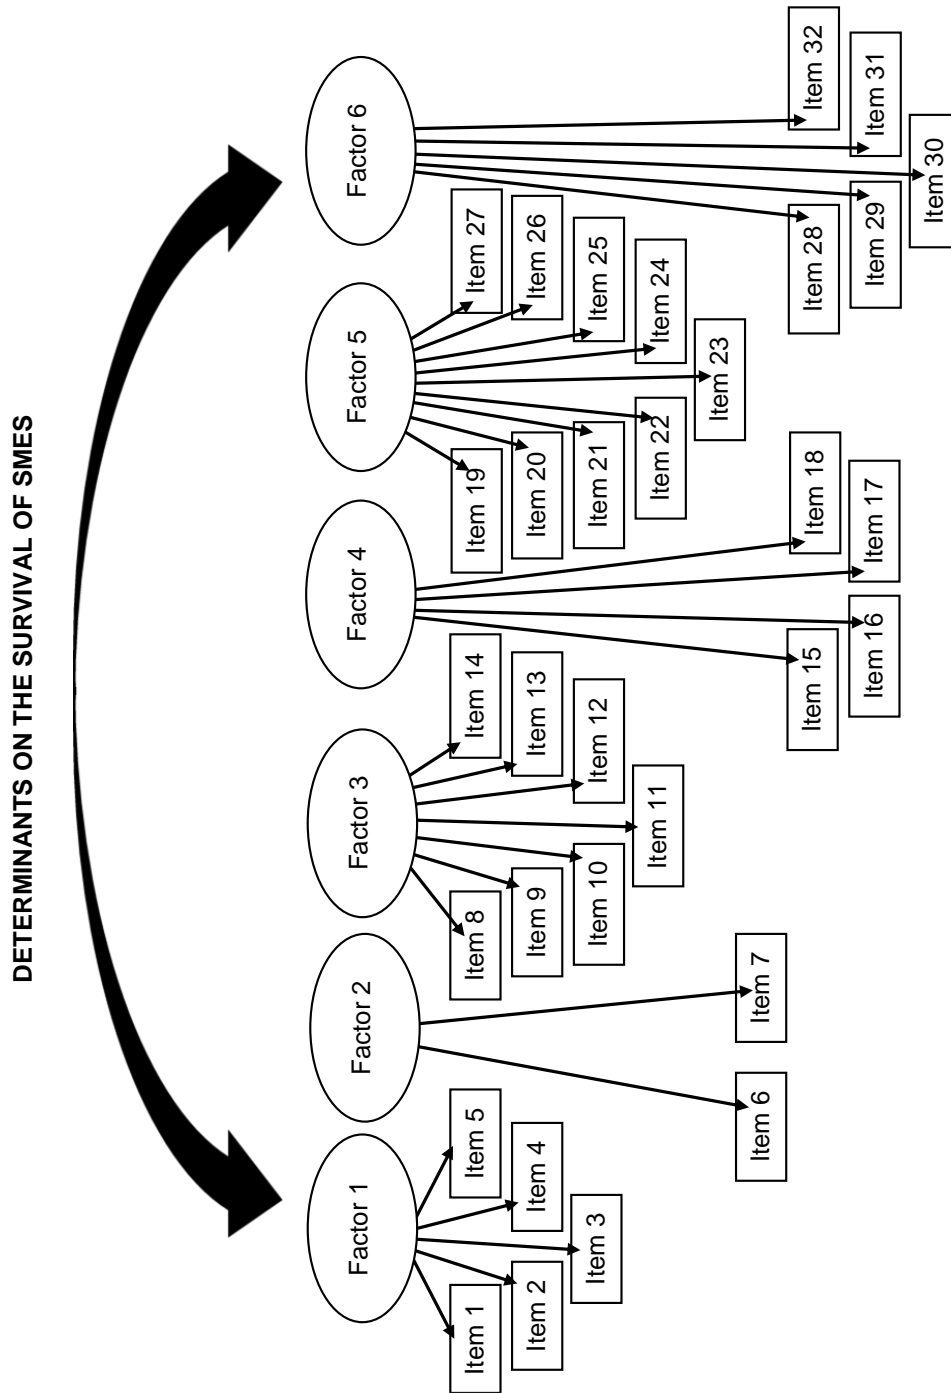 DETERMINANTS ON THE SURVIVAL OF SMES
Factor 1
Factor 2
Factor 3
Factor 4
Factor 5
Factor 6
Item 1
Item 2
Item 3
Item 4
Item 5
Item 6
Item 7
Item 8
Item 9
Item 10
Item 11
Item 12
Item 13
Item 14
Item 15
Item 16
Item 17
Item 18
Item 19
Item 20
Item 21
Item 22
Item 23
Item 24
Item 25
Item 26
Item 27
Item 28
Item 29
Item 30
Item 31
Item 32